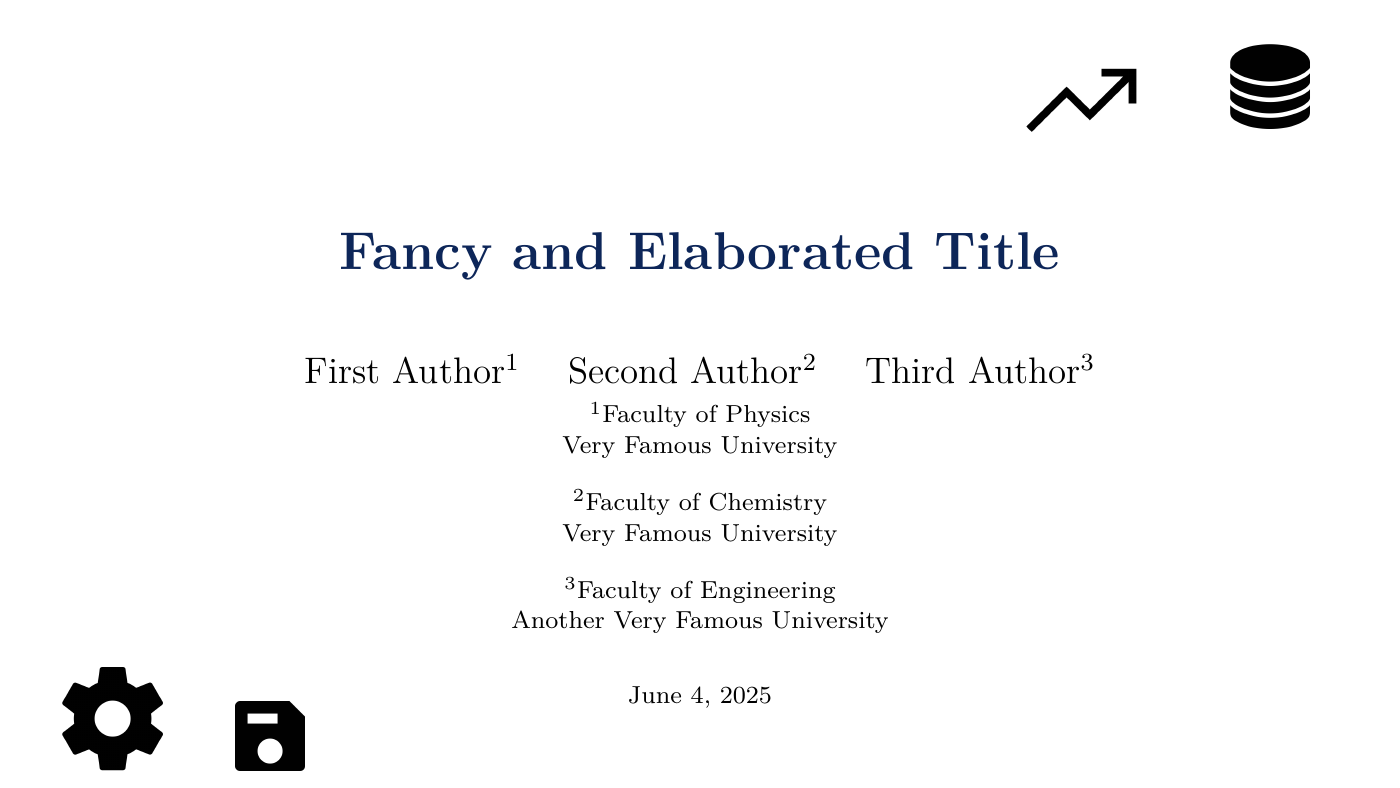 Fancy and Elaborated Title
First Author¹ Second Author² Third Author³
¹Faculty of Physics
Very Famous University
²Faculty of Chemistry
Very Famous University
³Faculty of Engineering
Another Very Famous University
June 4, 2025